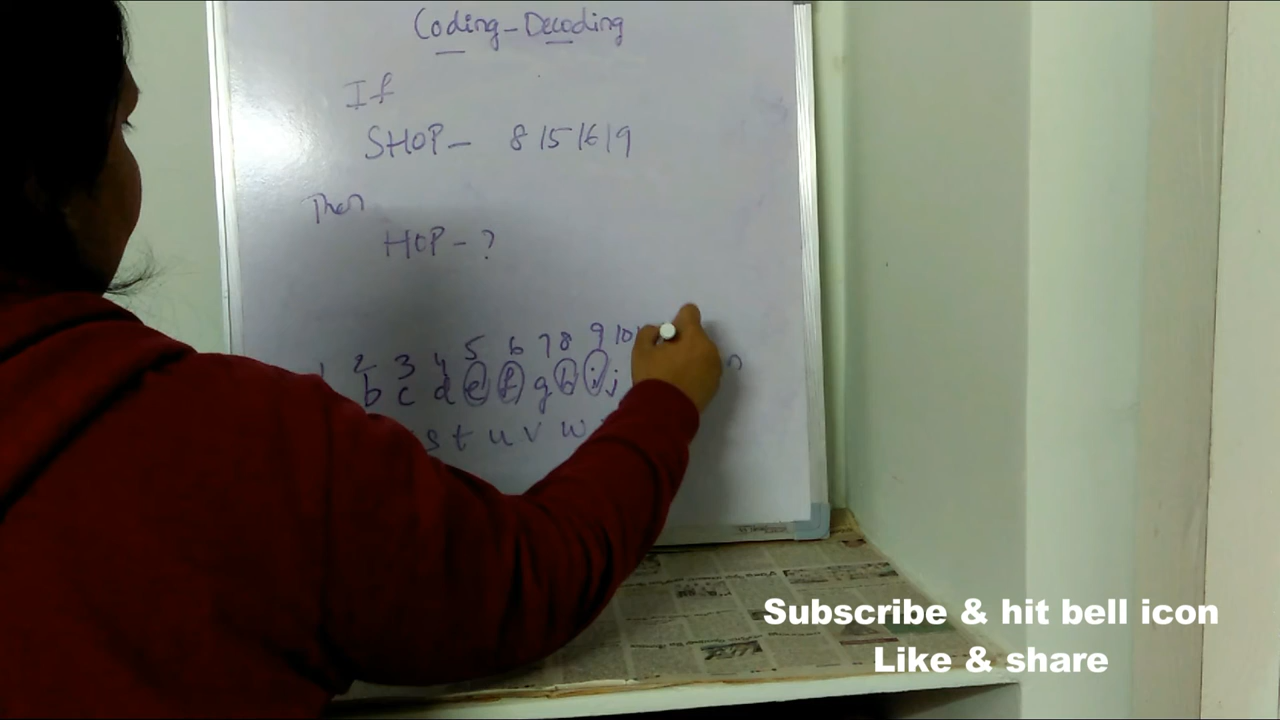 Coding-Decoding
If
SHOP - 8 15 16 19
Then
HOP - ?
1 2 3 4 5 6 7 8 9 10
b c d e f g h i j n
s t u v w
Subscribe & hit bell icon
Like & share